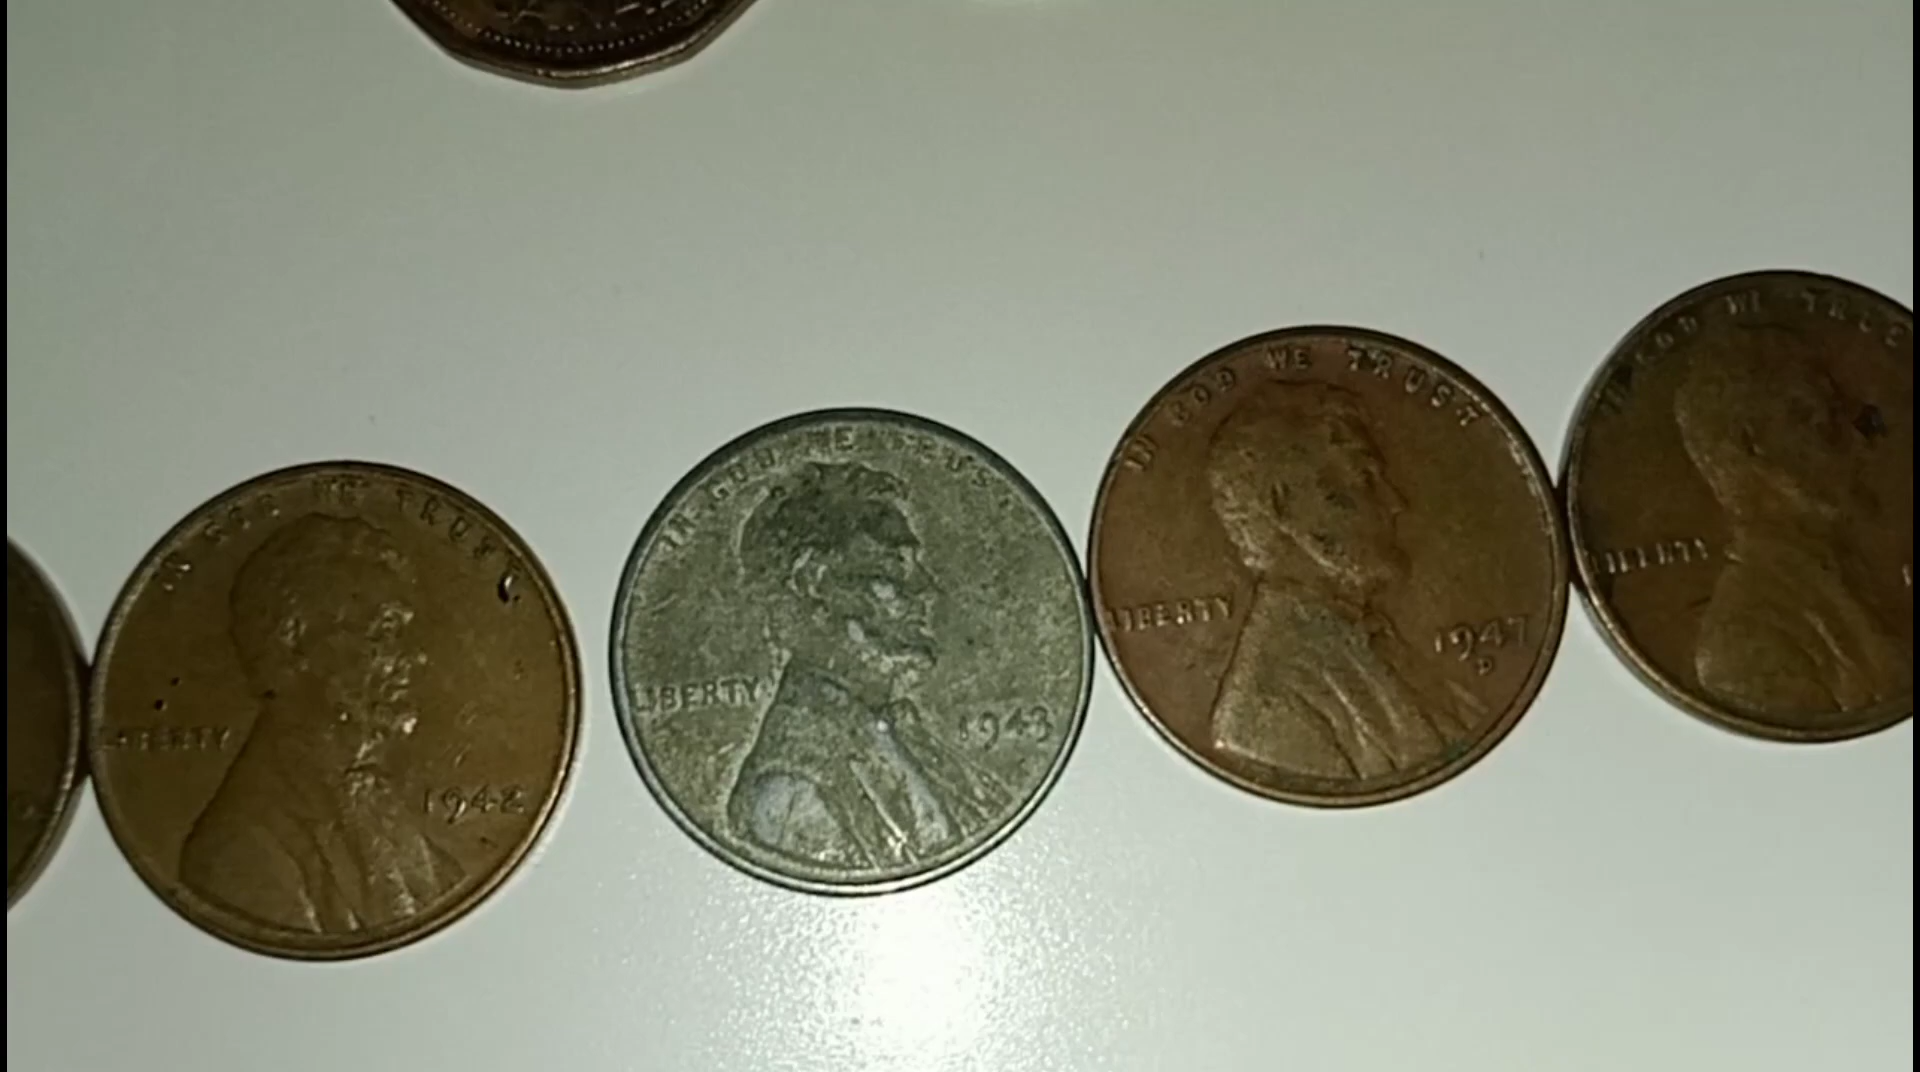 IN GOD WE TRUST
LIBERTY
1942
IN GOD WE TRUST
LIBERTY
1943
IN GOD WE TRUST
LIBERTY
1947
D
IN GOD WE TRUS
LIBERTY